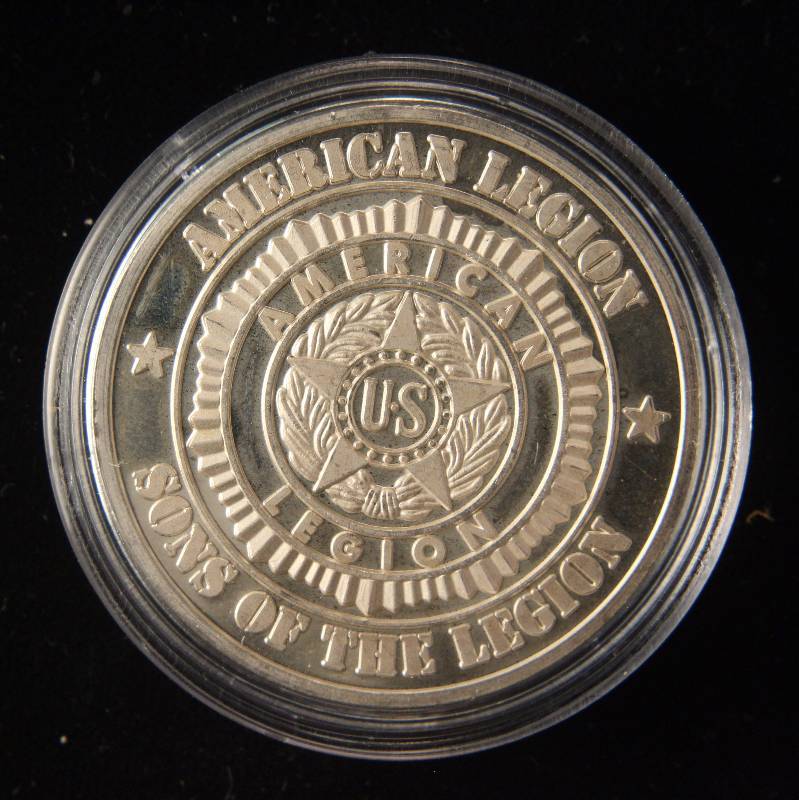 AMERICAN LEGION
AMERICAN
U·S
LEGION
SONS OF THE LEGION